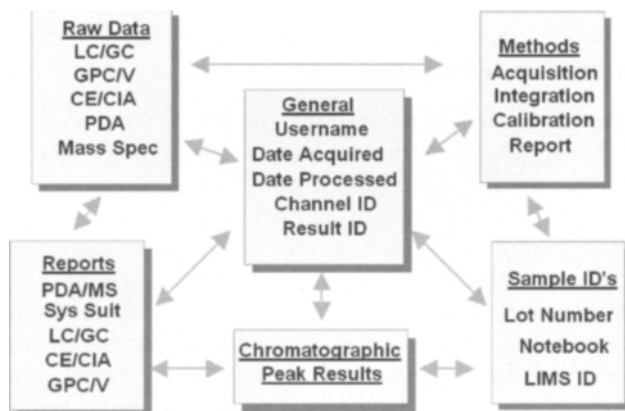 Raw Data
LC/GC
GPC/V
CE/CIA
PDA
Mass Spec
General
Username
Date Acquired
Date Processed
Channel ID
Result ID
Methods
Acquisition
Integration
Calibration
Report
Reports
PDA/MS
Sys Suit
LC/GC
CE/CIA
GPC/V
Chromatographic
Peak Results
Sample ID's
Lot Number
Notebook
LIMS ID